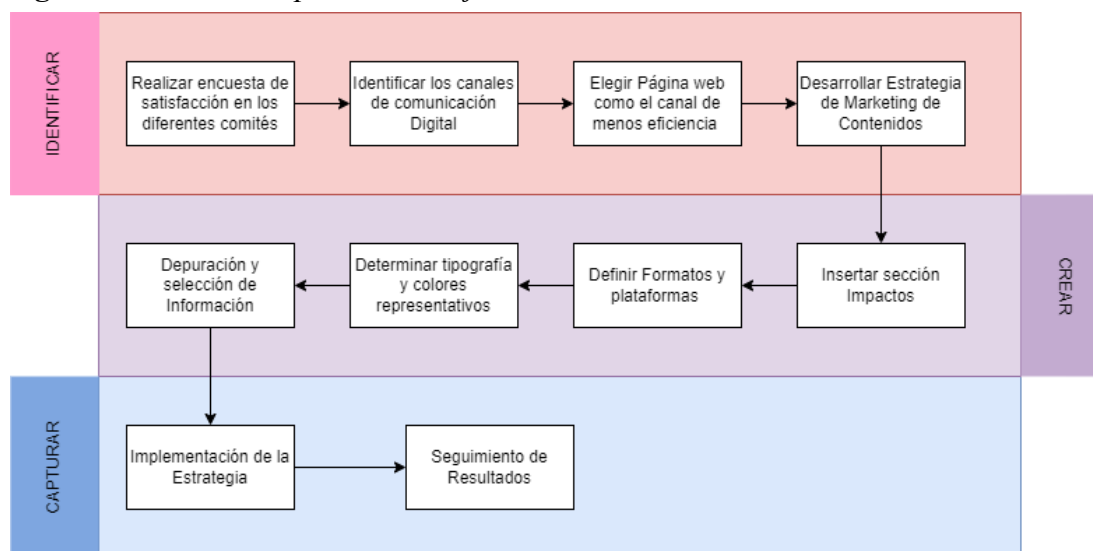 IDENTIFICAR
Realizar encuesta de
satisfacción en los
diferentes comités
Identificar los canales
de comunicación
Digital
Elegir Página web
como el canal de
menos eficiencia
Desarrollar Estrategia
de Marketing de
Contenidos
CREAR
Insertar sección
Impactos
Definir Formatos y
plataformas
Determinar tipografía
y colores
representativos
Depuración y
selección de
Información
CAPTURAR
Implementación de la
Estrategia
Seguimiento de
Resultados